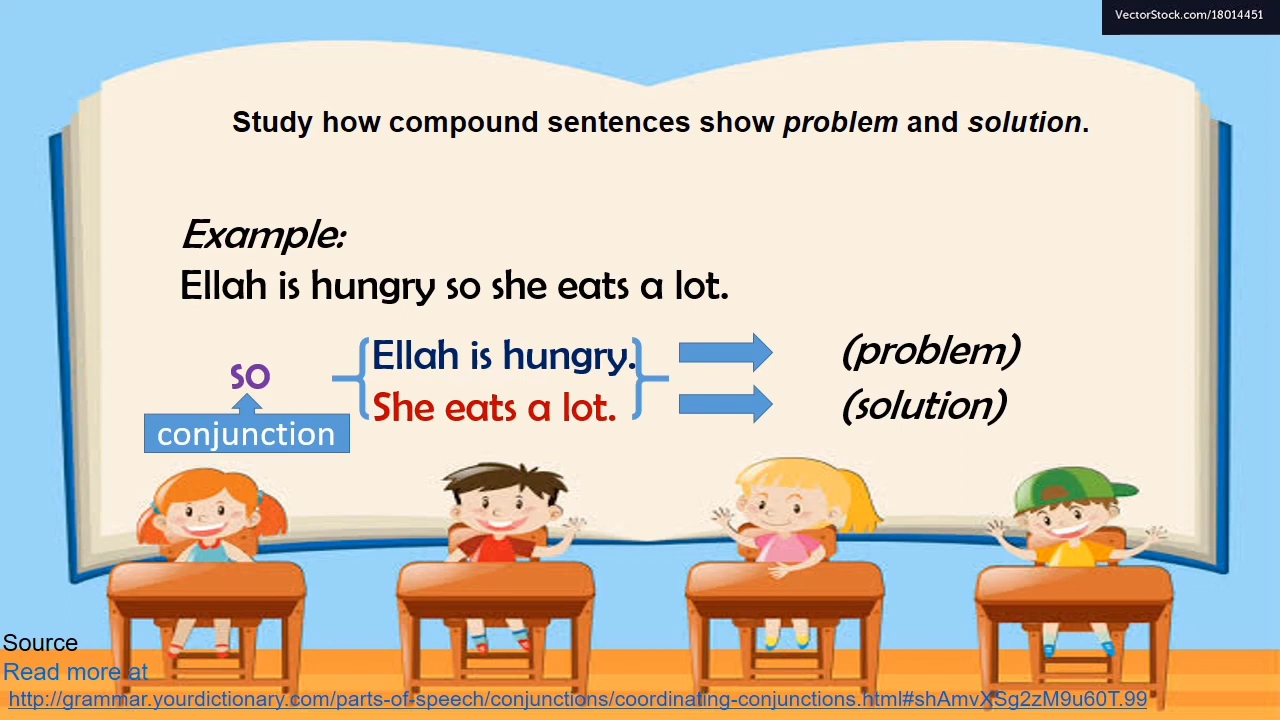 VectorStock.com/18014451
Study how compound sentences show problem and solution.
Example:
Ellah is hungry so she eats a lot.
so
conjunction
Ellah is hungry.
She eats a lot.
(problem)
(solution)
Source
Read more at
http://grammar.yourdictionary.com/parts-of-speech/conjunctions/coordinating-conjunctions.html#shAmvXSg2zM9u60T.99